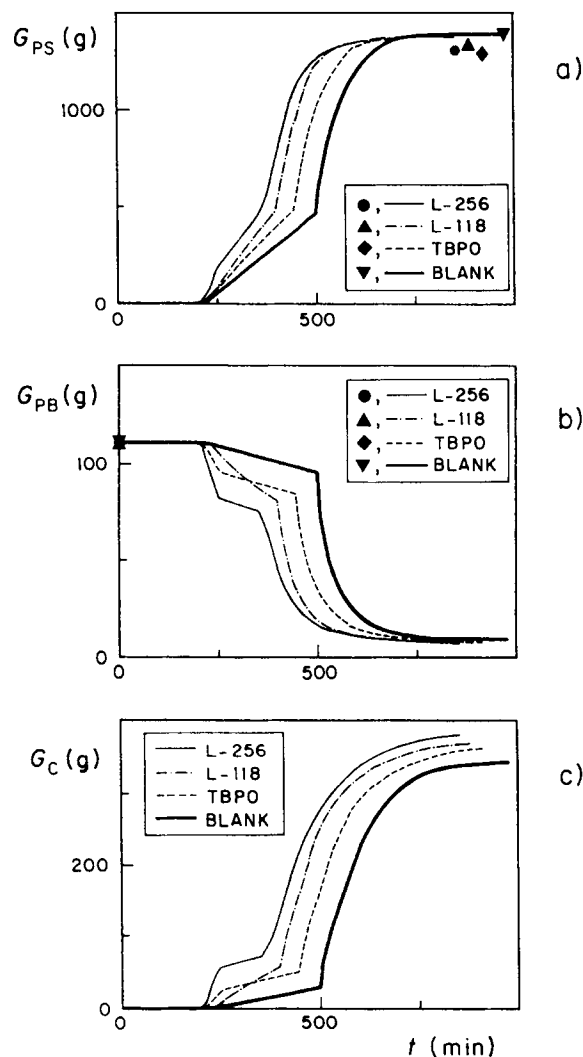 G_PS (g)
a)
1000
●, — L-256
▲, -·- L-118
◆, --- TBPO
▼, — BLANK
0
0
500
G_PB (g)
b)
●, — L-256
▲, -·- L-118
◆, --- TBPO
▼, — BLANK
100
0
0
500
G_C (g)
c)
L-256
L-118
TBPO
BLANK
200
0
0
500
t (min)